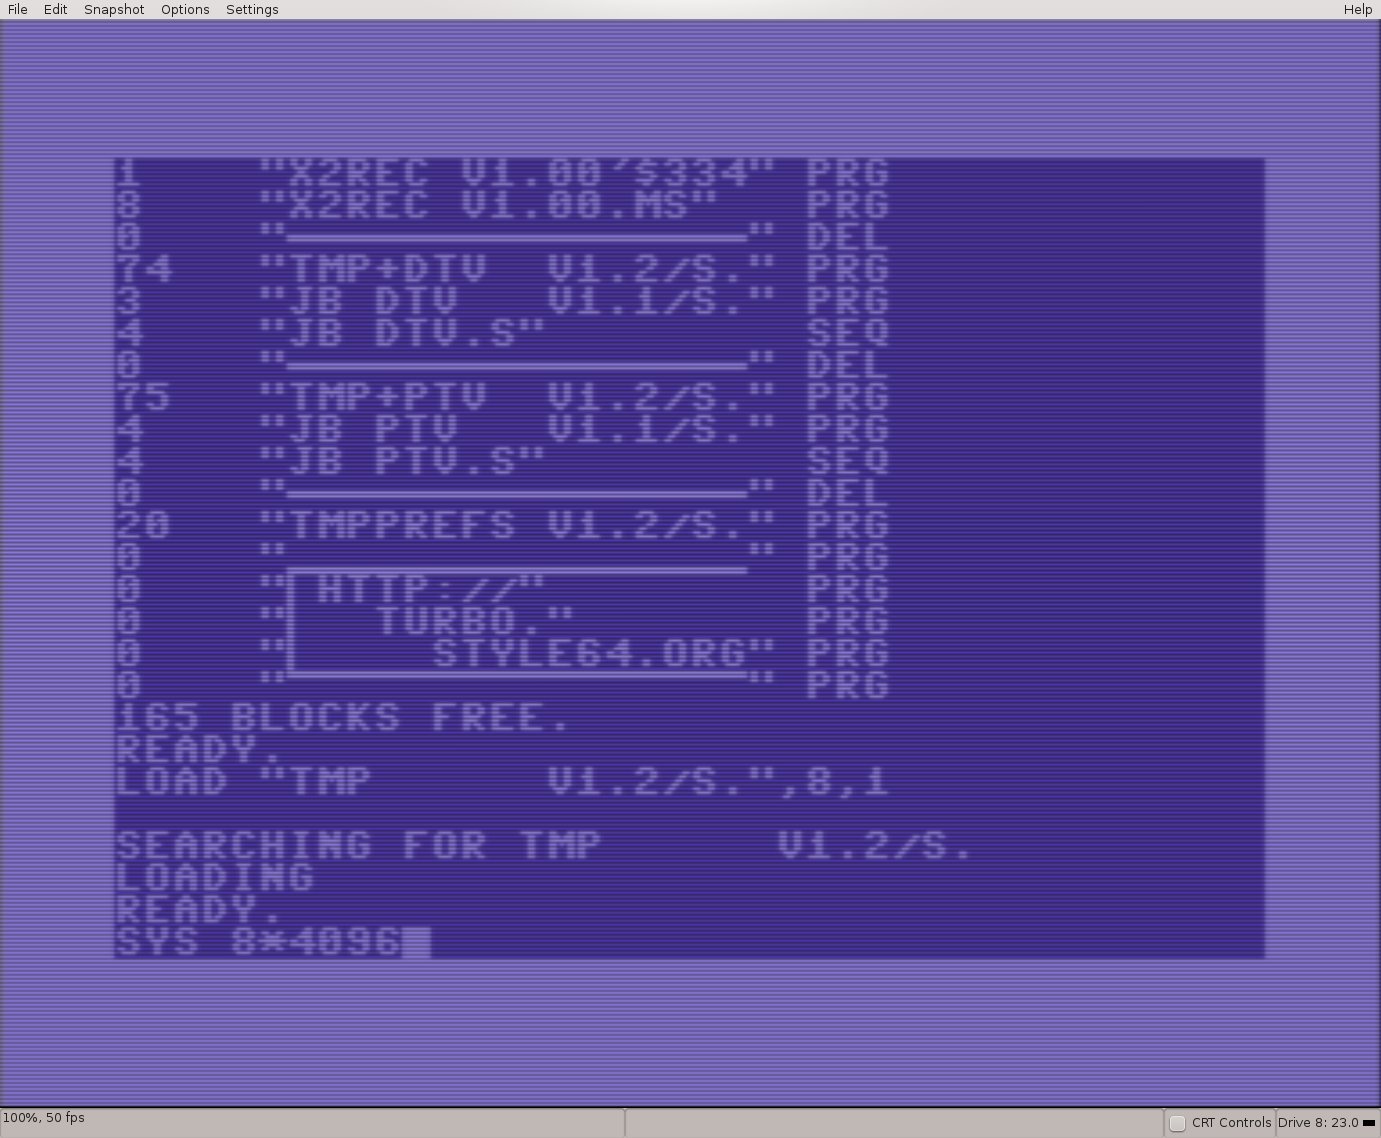 File Edit Snapshot Options Settings Help
1 "X2REC V1.00'$334" PRG
8 "X2REC V1.00.MS" PRG
0 "────────────────" DEL
74 "TMP+DTV  V1.2/S." PRG
3 "JB DTV   V1.1/S." PRG
4 "JB DTV.S" SEQ
0 "────────────────" DEL
75 "TMP+PTV  V1.2/S." PRG
4 "JB PTV   V1.1/S." PRG
4 "JB PTV.S" SEQ
0 "────────────────" DEL
20 "TMPPREFS V1.2/S." PRG
0 "________________" PRG
0 "│HTTP://" PRG
0 "│  TURBO." PRG
0 "│    STYLE64.ORG" PRG
0 "────────────────" PRG
165 BLOCKS FREE.
READY.
LOAD "TMP      V1.2/S.",8,1
SEARCHING FOR TMP      V1.2/S.
LOADING
READY.
SYS 8*4096
100%, 50 fps CRT Controls Drive 8: 23.0